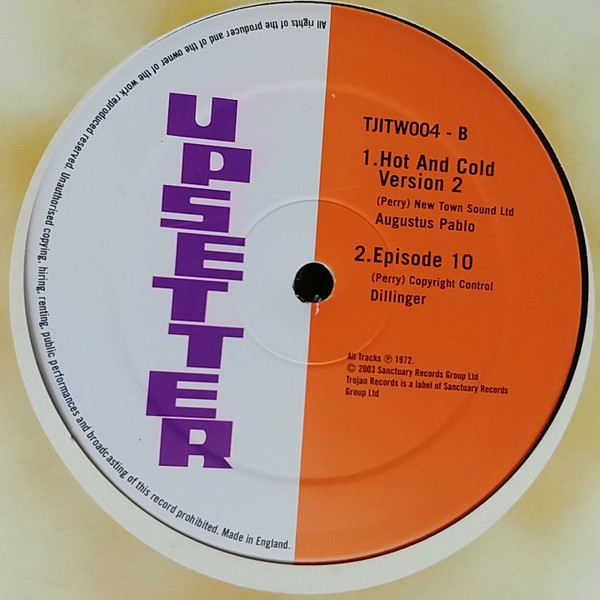 UPSETTER
TJITW004 - B
1.Hot And Cold
Version 2
(Perry) New Town Sound Ltd
Augustus Pablo
2.Episode 10
(Perry) Copyright Control
Dillinger
All Tracks ℗ 1972.
© 2003 Sanctuary Records Group Ltd
Trojan Records is a label of Sanctuary Records
Group Ltd
All rights of the producer and of the owner of the work reproduced reserved. Unauthorised copying, hiring, renting, public performances and broadcasting of this record prohibited. Made in England.